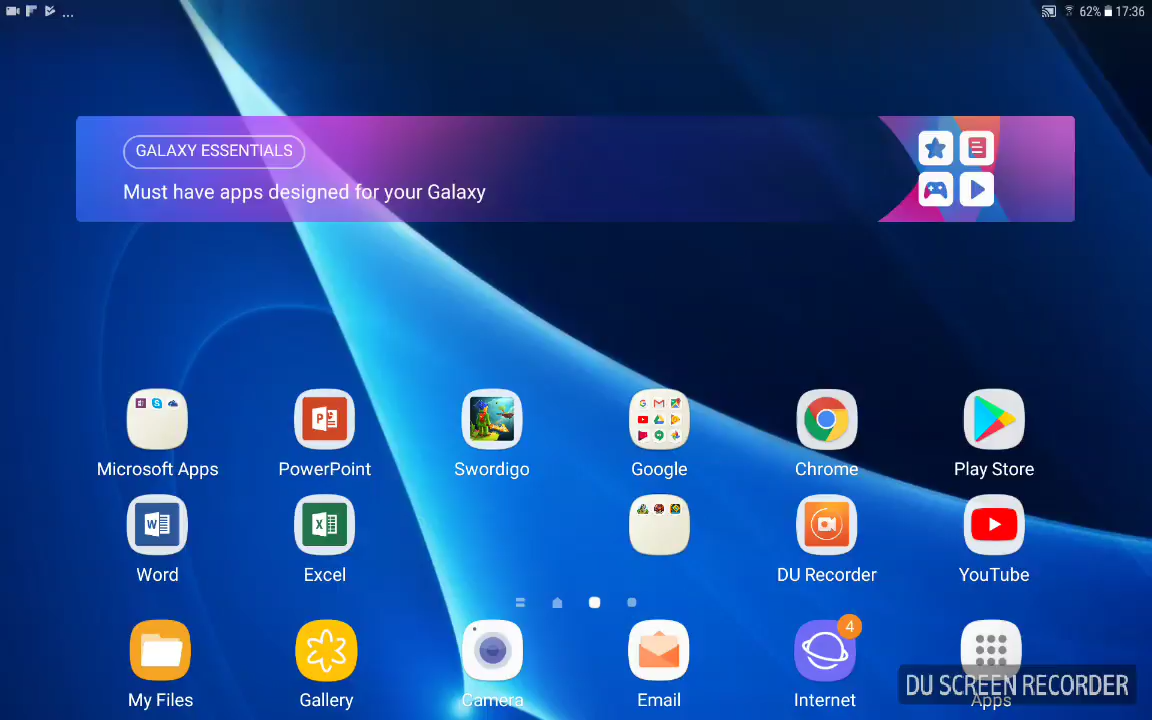 ... 62% 17:36
GALAXY ESSENTIALS
Must have apps designed for your Galaxy
Microsoft Apps PowerPoint Swordigo Google Chrome Play Store
Word Excel DU Recorder YouTube
4
My Files Gallery Camera Email Internet Apps
DU SCREEN RECORDER